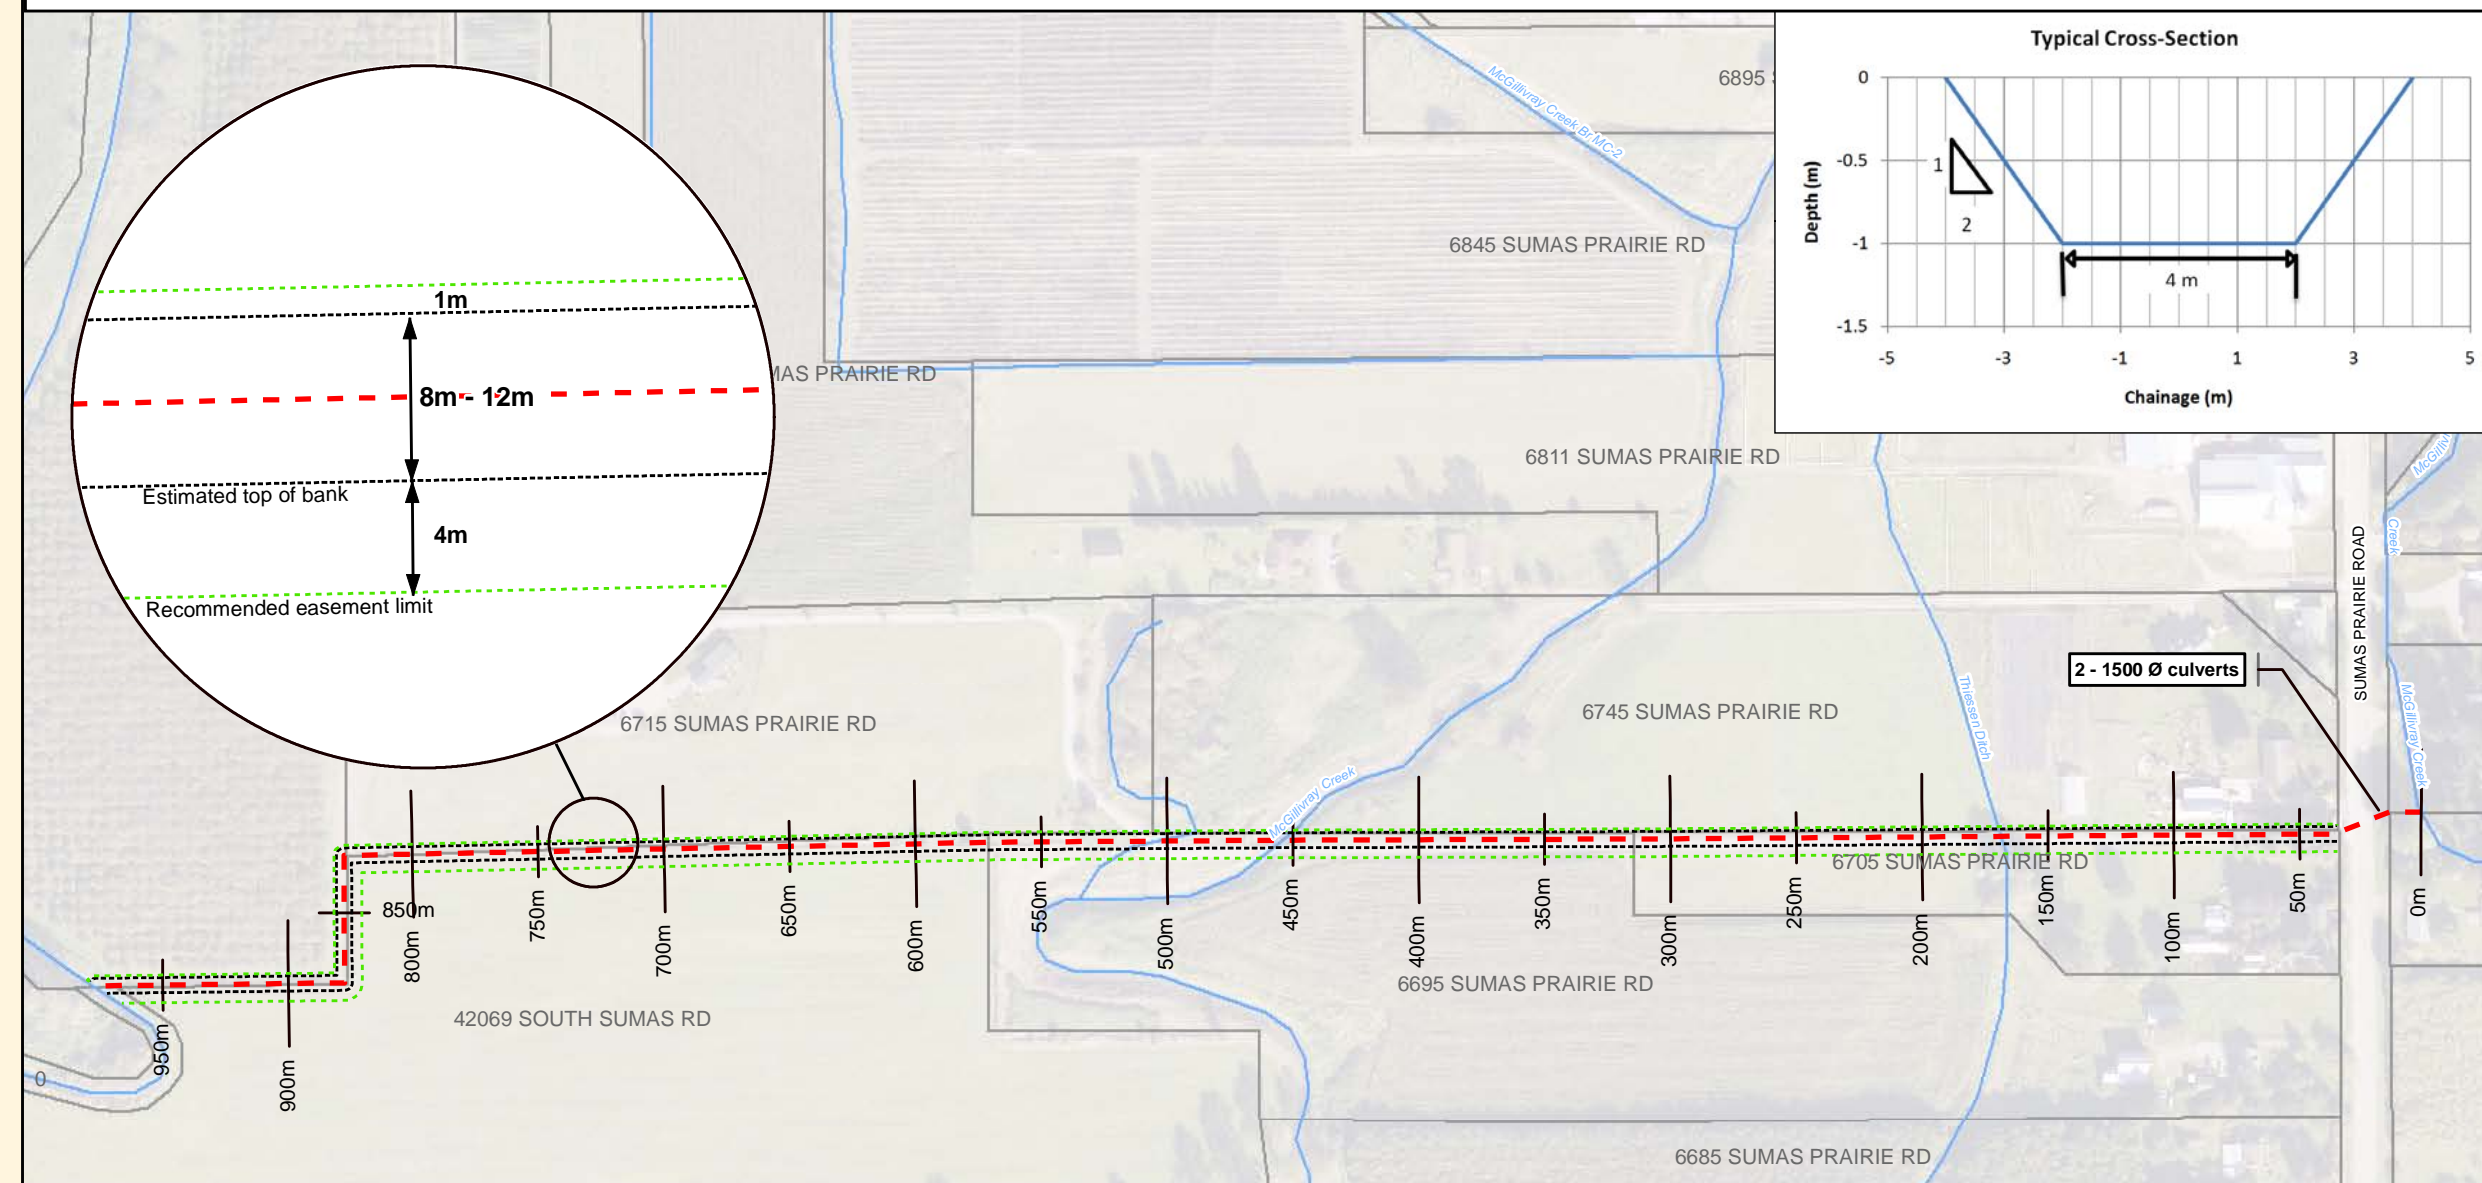 Typical Cross-Section
0
-0.5
-1
-1.5
Depth (m)
1
2
4 m
-5
-3
-1
1
3
5
Chainage (m)
McGillivray Creek Br MC-2
6895
6845 SUMAS PRAIRIE RD
MAS PRAIRIE RD
6811 SUMAS PRAIRIE RD
1m
8m - 12m
Estimated top of bank
4m
Recommended easement limit
SUMAS PRAIRIE ROAD
Creek
2 - 1500 Ø culverts
McGillivray Creek
Thiessen Ditch
6715 SUMAS PRAIRIE RD
6745 SUMAS PRAIRIE RD
McGillivray Creek
6705 SUMAS PRAIRIE RD
850m
800m
750m
700m
650m
600m
550m
500m
450m
400m
350m
300m
250m
200m
150m
100m
50m
0m
6695 SUMAS PRAIRIE RD
42069 SOUTH SUMAS RD
950m
900m
0
6685 SUMAS PRAIRIE RD